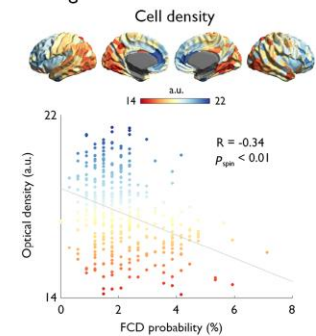 Cell density
a.u.
14 22
22
R = -0.34
P spin < 0.01
Optical density (a.u.)
14
0 2 4 6 8
FCD probability (%)